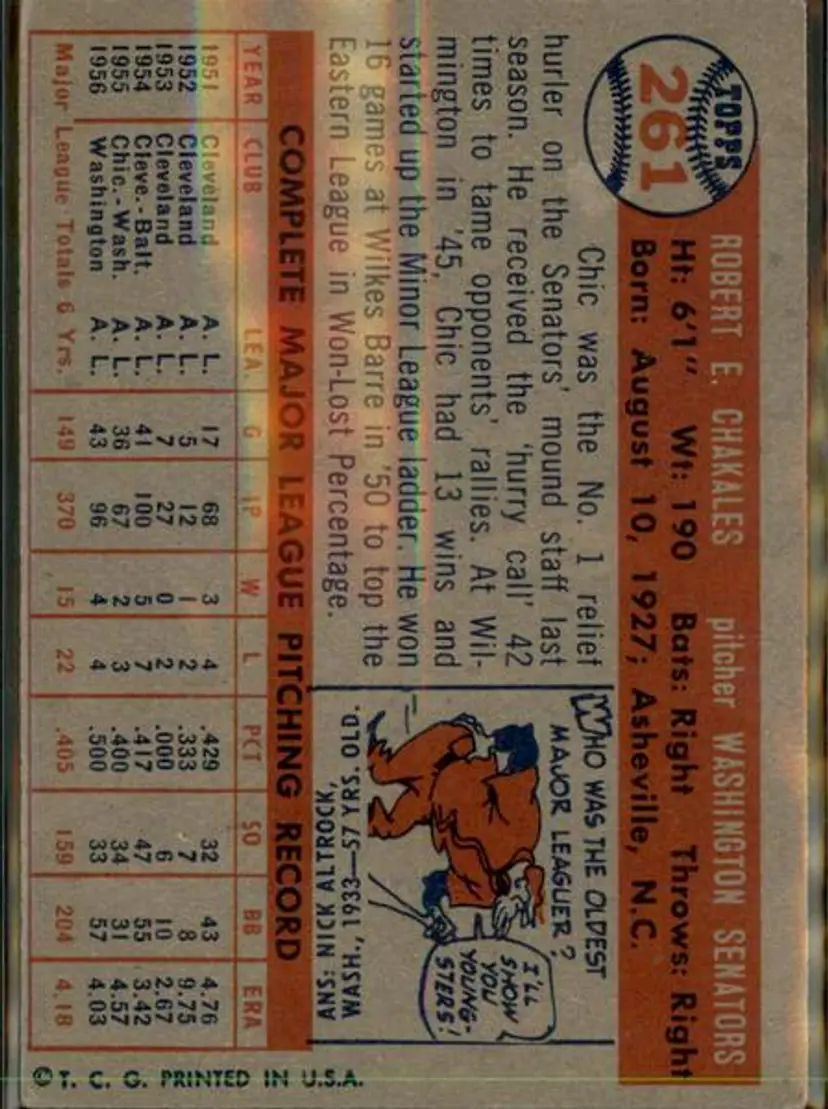 TOPPS
261
ROBERT E. CHAKALES pitcher WASHINGTON SENATORS
Ht: 6'1" Wt: 190 Bats: Right Throws: Right
Born: August 10, 1927; Asheville, N.C.
Chic was the No. 1 relief
hurler on the Senators' mound staff last
season. He received the 'hurry call' 42
times to tame opponents' rallies. At Wil-
mington in '45, Chic had 13 wins and
started up the Minor League ladder. He won
16 games at Wilkes Barre in '50 to top the
Eastern League in Won-Lost Percentage.
WHO WAS THE OLDEST
MAJOR LEAGUER?
I'LL
SHOW
YOU
YOUNG-
STERS!
ANS: NICK ALTROCK,
WASH., 1933—57 YRS. OLD.
COMPLETE MAJOR LEAGUE PITCHING RECORD
YEAR CLUB LEA. G IP W L PCT SO BB ERA
1951 Cleveland A. L. 17 68 3 4 .429 32 43 4.76
1952 Cleveland A. L. 5 12 1 2 .333 7 8 9.75
1953 Cleveland A. L. 7 27 0 2 .000 6 10 2.67
1954 Cleve.-Balt. A. L. 41 100 5 7 .417 47 55 3.42
1955 Chic.-Wash. A. L. 36 67 2 3 .400 34 31 4.57
1956 Washington A. L. 43 96 4 4 .500 33 57 4.03
Major League Totals 6 Yrs. 149 370 15 22 .405 159 204 4.18
© T. C. G. PRINTED IN U.S.A.